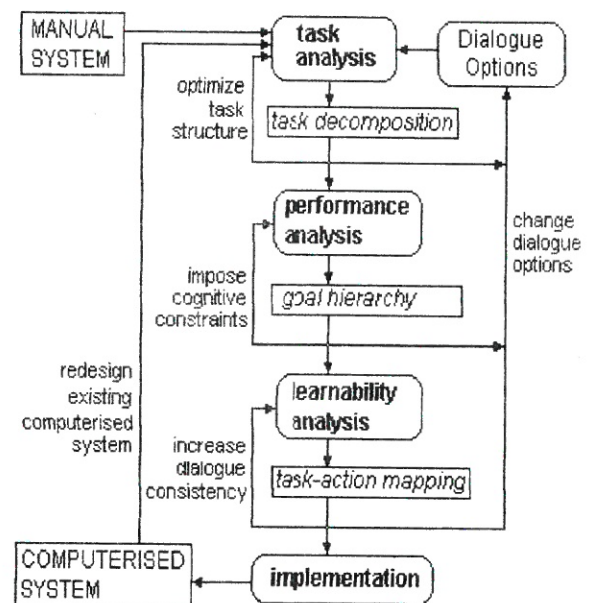 MANUAL
SYSTEM
task
analysis
Dialogue
Options
optimize
task
structure
task decomposition
performance
analysis
change
dialogue
options
impose
cognitive
constraints
goal hierarchy
redesign
existing
computerised
system
learnability
analysis
increase
dialogue
consistency
task-action mapping
COMPUTERISED
SYSTEM
implementation